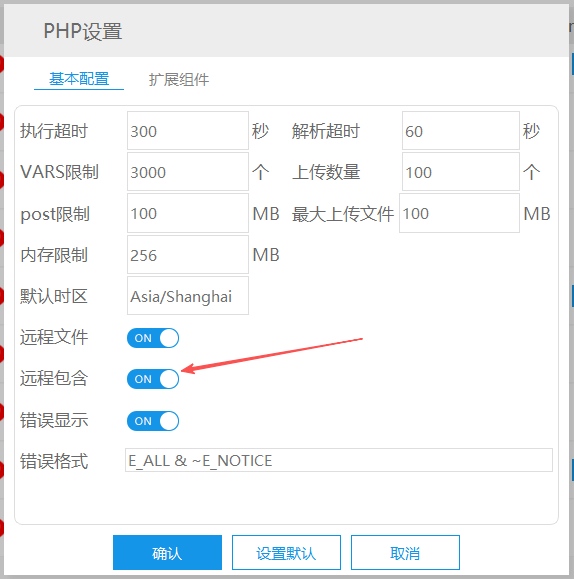 PHP设置
基本配置 扩展组件
执行超时 300 秒 解析超时 60 秒
VARS限制 3000 个 上传数量 100 个
post限制 100 MB 最大上传文件 100 MB
内存限制 256 MB
默认时区 Asia/Shanghai
远程文件 ON
远程包含 ON
错误显示 ON
错误格式 E_ALL & ~E_NOTICE
确认 设置默认 取消